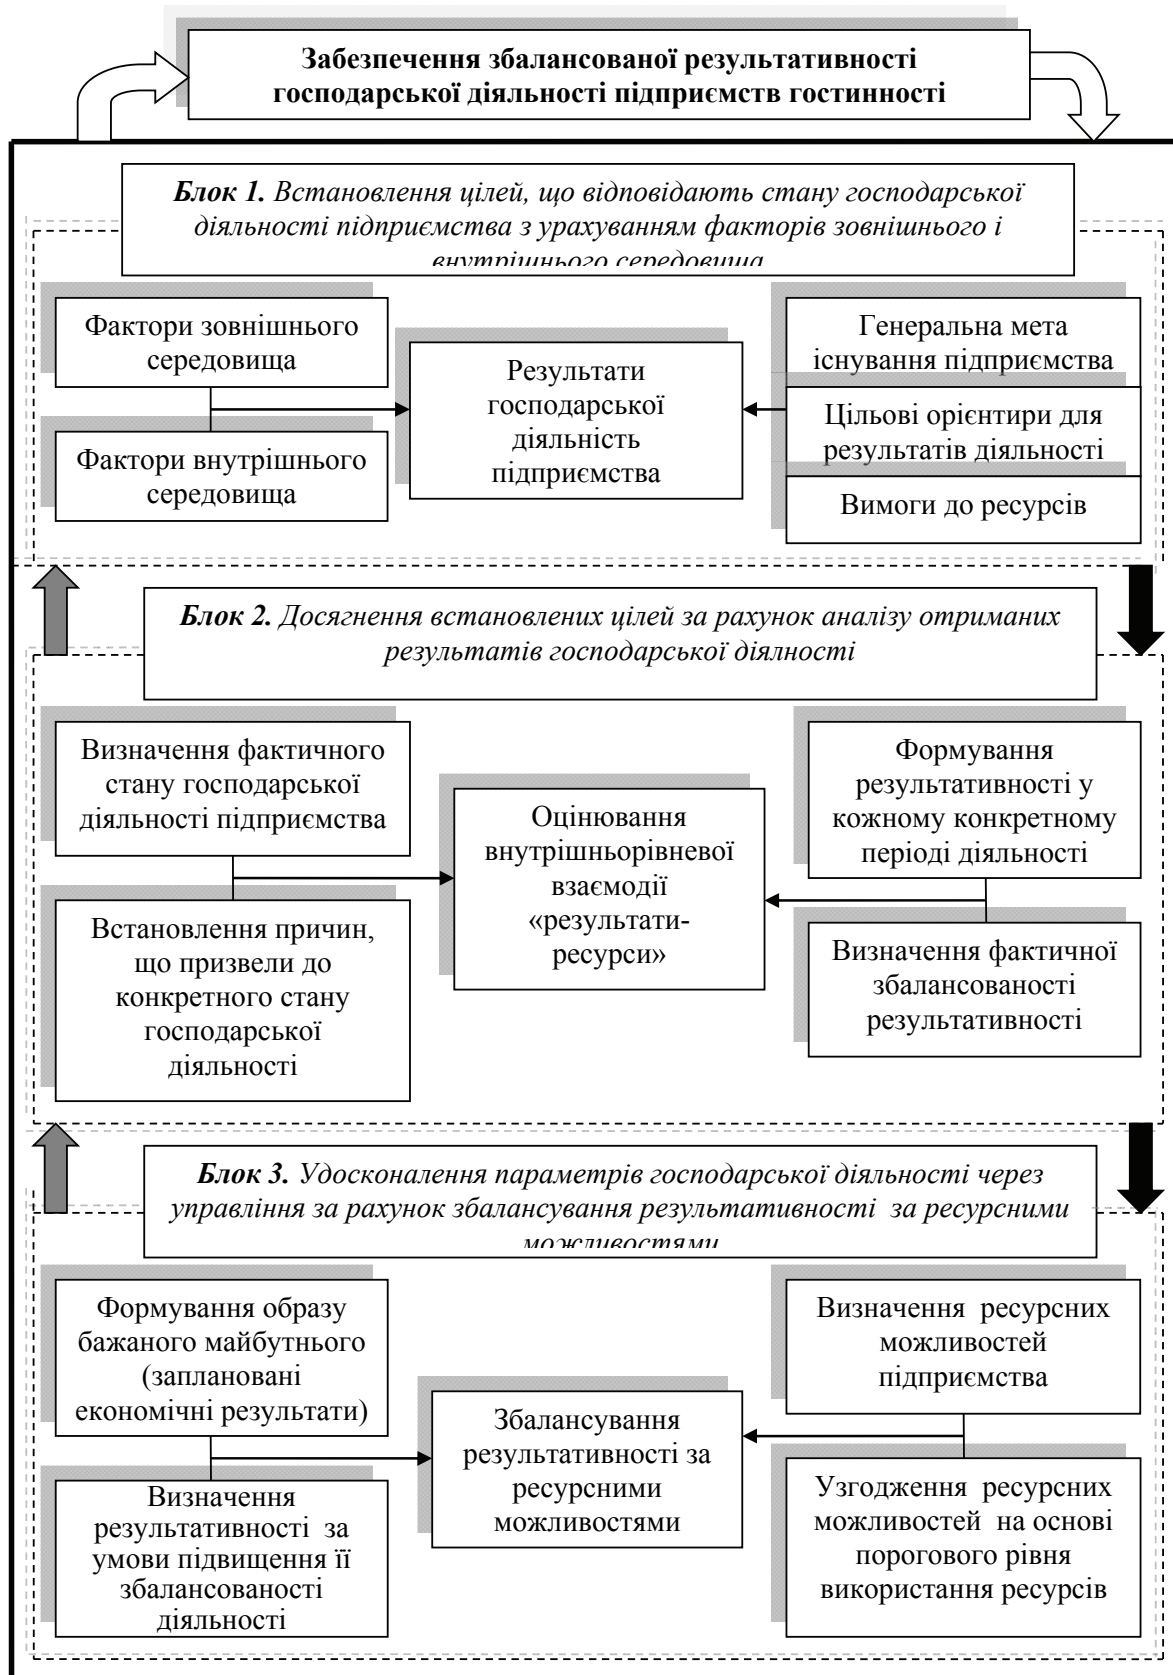 Забезпечення збалансованої результативності
господарської діяльності підприємств гостинності
Блок 1. Встановлення цілей, що відповідають стану господарської
діяльності підприємства з урахуванням факторів зовнішнього і
внутрішнього середовища
Фактори зовнішнього
середовища
Фактори внутрішнього
середовища
Результати
господарської
діяльність
підприємства
Генеральна мета
існування підприємства
Цільові орієнтири для
результатів діяльності
Вимоги до ресурсів
Блок 2. Досягнення встановлених цілей за рахунок аналізу отриманих
результатів господарської діялності
Визначення фактичного
стану господарської
діяльності підприємства
Встановлення причин,
що призвели до
конкретного стану
господарської
діяльності
Оцінювання
внутрішньорівневої
взаємодії
«результати-
ресурси»
Формування
результативності у
кожному конкретному
періоді діяльності
Визначення фактичної
збалансованості
результативності
Блок 3. Удосконалення параметрів господарської діяльності через
управління за рахунок збалансування результативності за ресурсними
можливостями
Формування образу
бажаного майбутнього
(заплановані
економічні результати)
Визначення
результативності за
умови підвищення її
збалансованості
діяльності
Збалансування
результативності за
ресурсними
можливостями
Визначення ресурсних
можливостей
підприємства
Узгодження ресурсних
можливостей на основі
порогового рівня
використання ресурсів